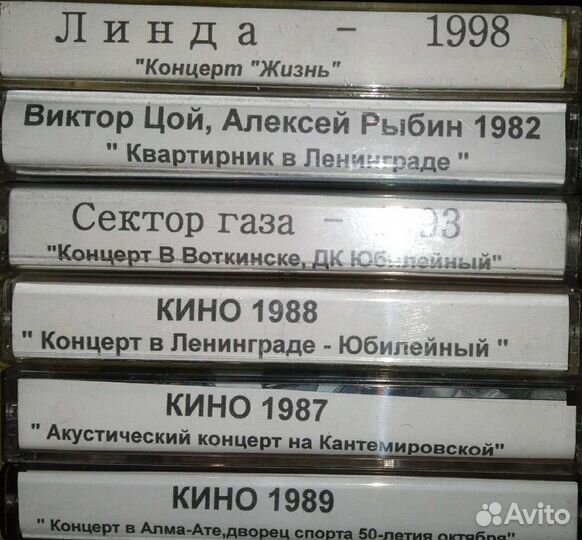 Линда - 1998
"Концерт "Жизнь"
Виктор Цой, Алексей Рыбин 1982
" Квартирник в Ленинграде "
Сектор газа -
"Концерт В Воткинске, ДК Юбилейный"
КИНО 1988
" Концерт в Ленинграде - Юбилейный "
КИНО 1987
" Акустический концерт на Кантемировской"
КИНО 1989
" Концерт в Алма-Ате,дворец спорта 50-летия октября"
Avito